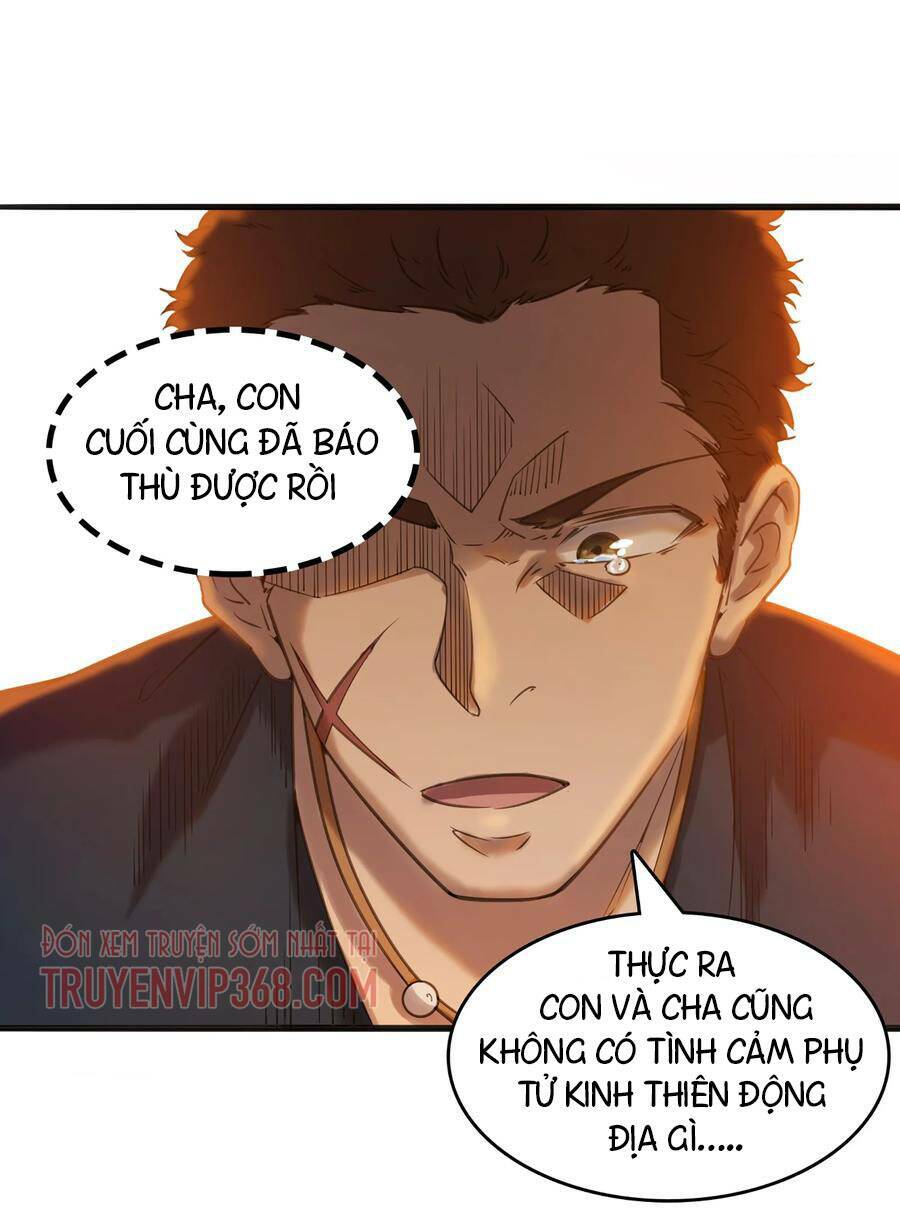 CHA, CON
CUỐI CÙNG ĐÃ BÁO
THÙ ĐƯỢC RỒI
ĐÓN XEM TRUYỆN SỚM NHẤT TẠI
TRUYENVIP368.COM
THỰC RA
CON VÀ CHA CŨNG
KHÔNG CÓ TÌNH CẢM PHỤ
TỬ KINH THIÊN ĐỘNG
ĐỊA GÌ.....